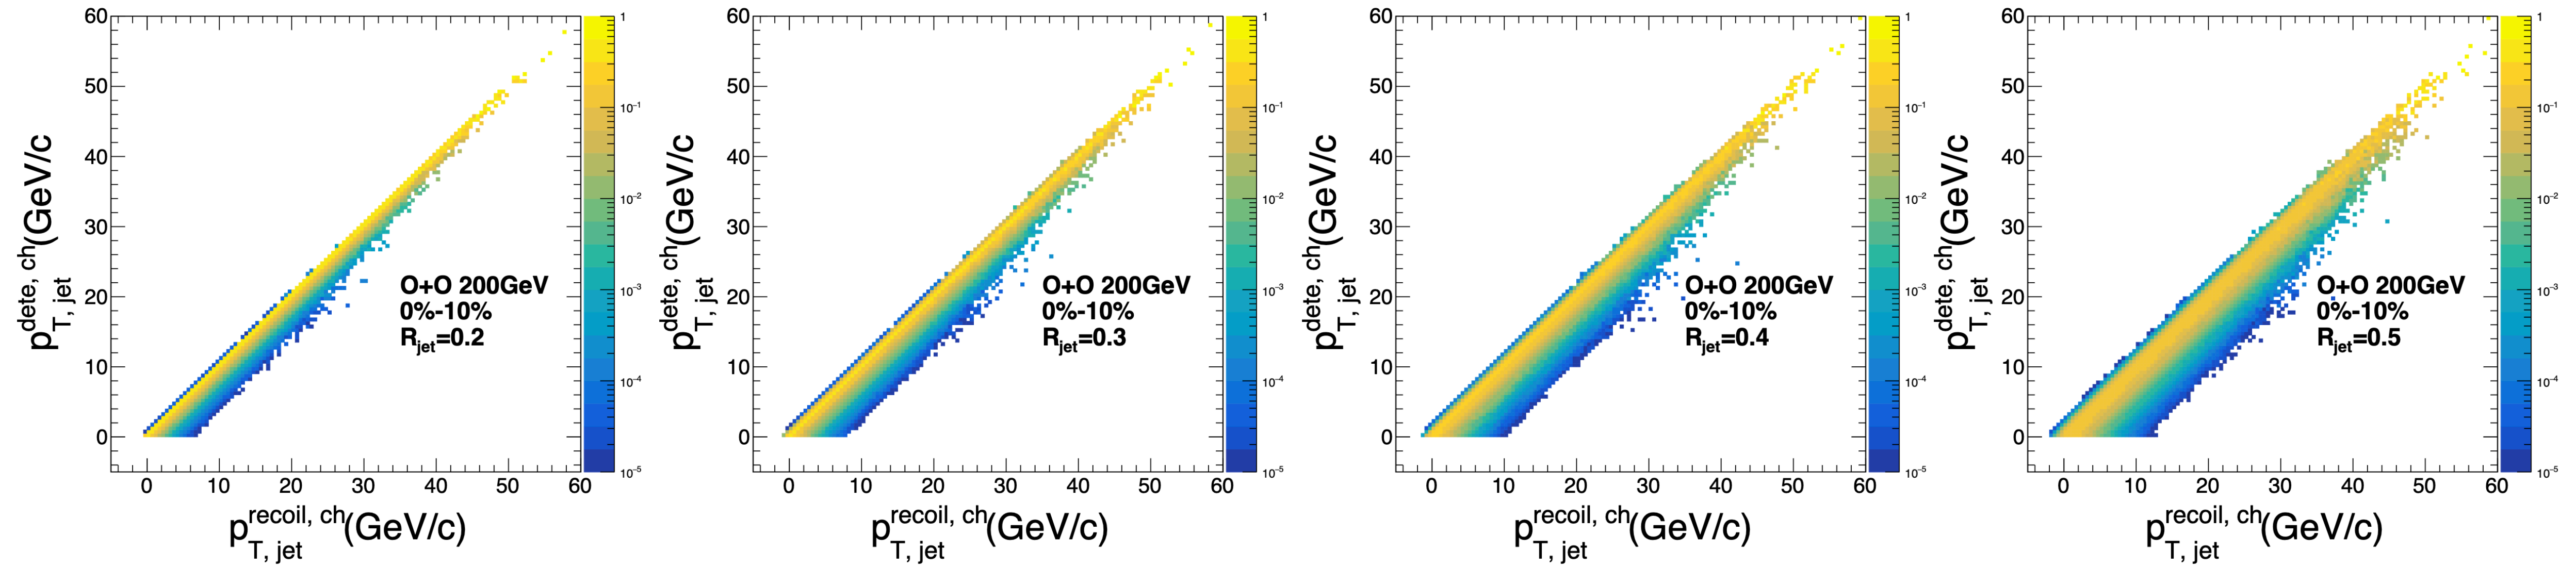 60
50
40
30
20
10
0
0 10 20 30 40 50 60
1
10⁻¹
10⁻²
10⁻³
10⁻⁴
10⁻⁵
p_{T, jet}^{dete, ch}(GeV/c)
p_{T, jet}^{recoil, ch}(GeV/c)
O+O 200GeV
0%-10%
R_{jet}=0.2
60
50
40
30
20
10
0
0 10 20 30 40 50 60
1
10⁻¹
10⁻²
10⁻³
10⁻⁴
10⁻⁵
p_{T, jet}^{dete, ch}(GeV/c)
p_{T, jet}^{recoil, ch}(GeV/c)
O+O 200GeV
0%-10%
R_{jet}=0.3
60
50
40
30
20
10
0
0 10 20 30 40 50 60
1
10⁻¹
10⁻²
10⁻³
10⁻⁴
10⁻⁵
p_{T, jet}^{dete, ch}(GeV/c)
p_{T, jet}^{recoil, ch}(GeV/c)
O+O 200GeV
0%-10%
R_{jet}=0.4
60
50
40
30
20
10
0
0 10 20 30 40 50 60
1
10⁻¹
10⁻²
10⁻³
10⁻⁴
10⁻⁵
p_{T, jet}^{dete, ch}(GeV/c)
p_{T, jet}^{recoil, ch}(GeV/c)
O+O 200GeV
0%-10%
R_{jet}=0.5